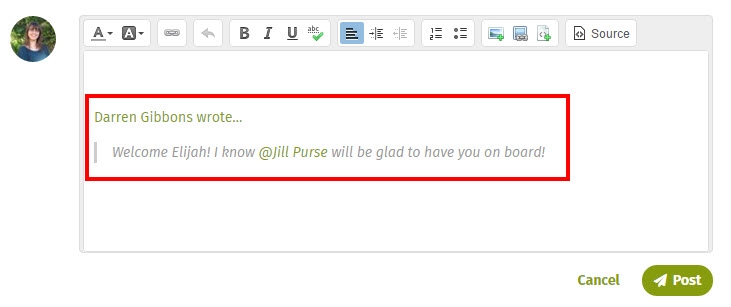 A A B I U abc Source
Darren Gibbons wrote...
Welcome Elijah! I know @Jill Purse will be glad to have you on board!
Cancel Post